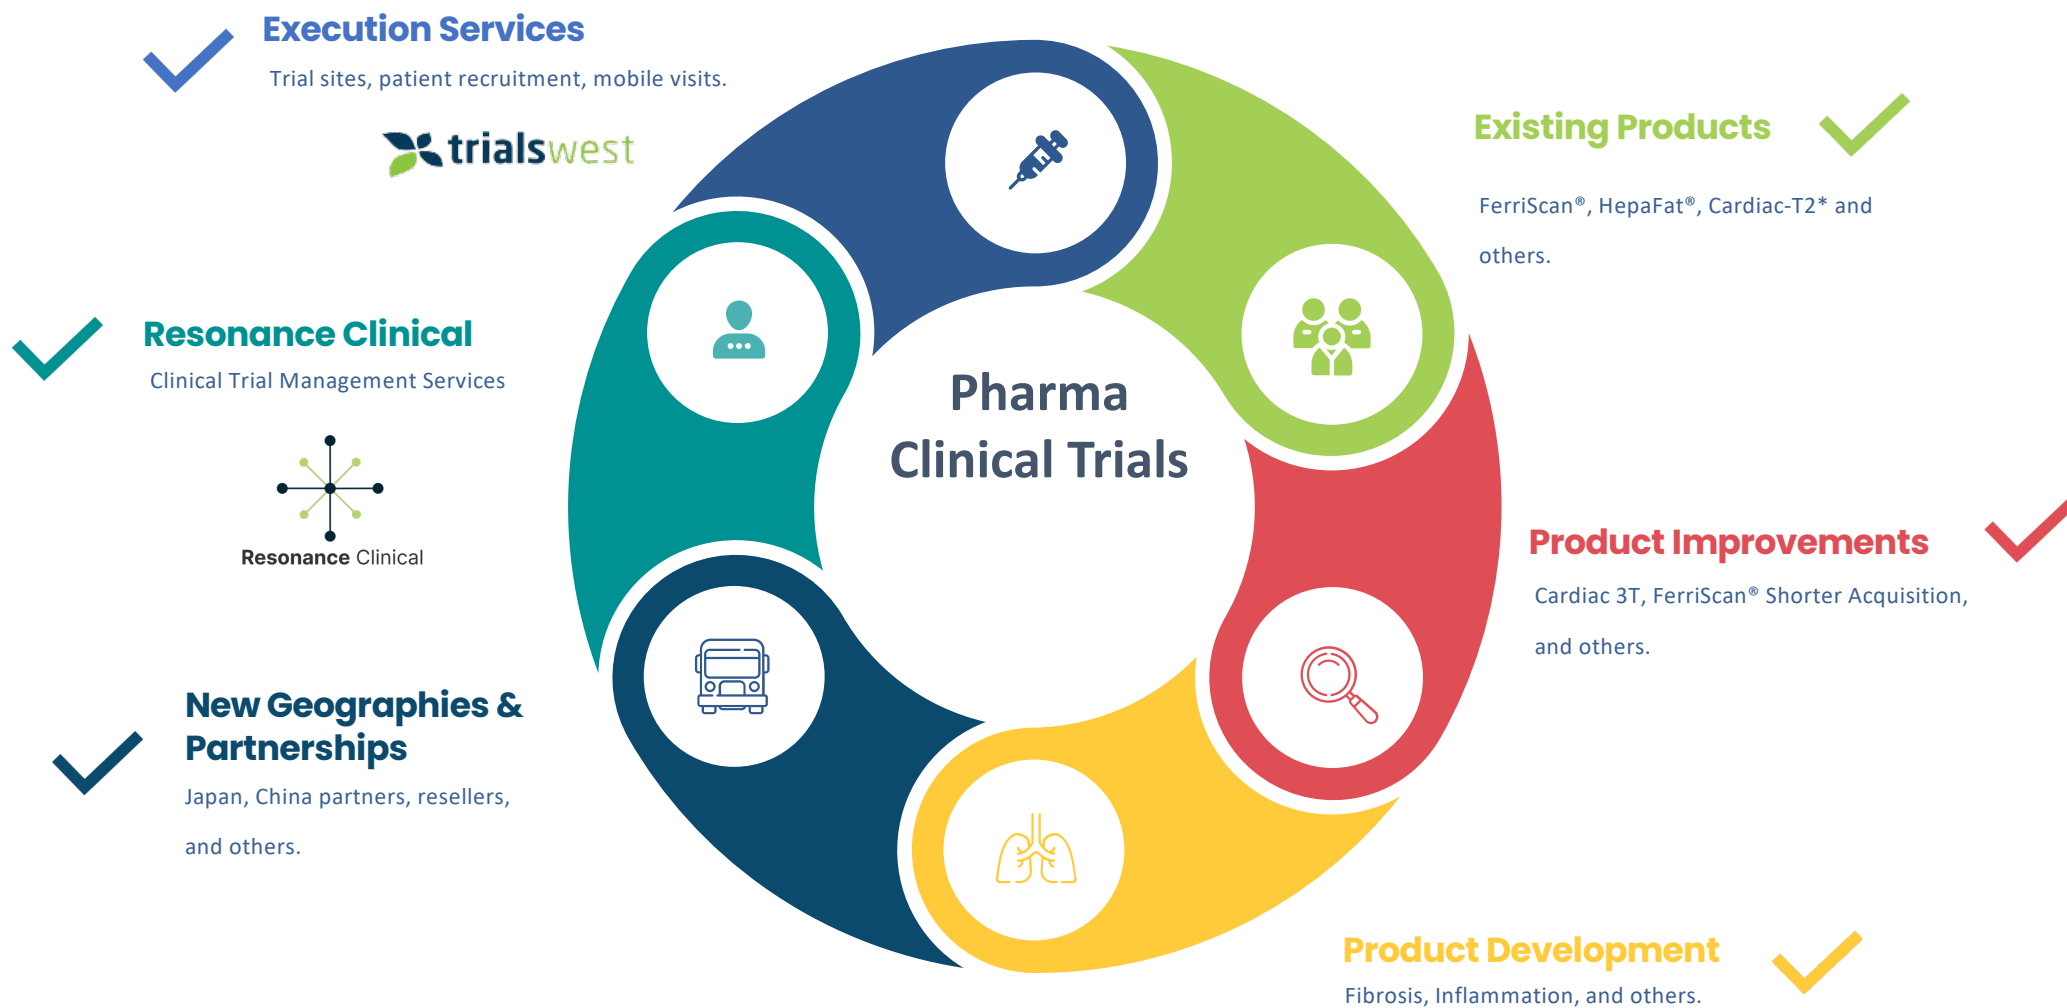 Execution Services
Trial sites, patient recruitment, mobile visits.
trialswest
Resonance Clinical
Clinical Trial Management Services
Resonance Clinical
New Geographies &
Partnerships
Japan, China partners, resellers,
and others.
Pharma
Clinical Trials
Existing Products
FerriScan®, HepaFat®, Cardiac-T2* and
others.
Product Improvements
Cardiac 3T, FerriScan® Shorter Acquisition,
and others.
Product Development
Fibrosis, Inflammation, and others.